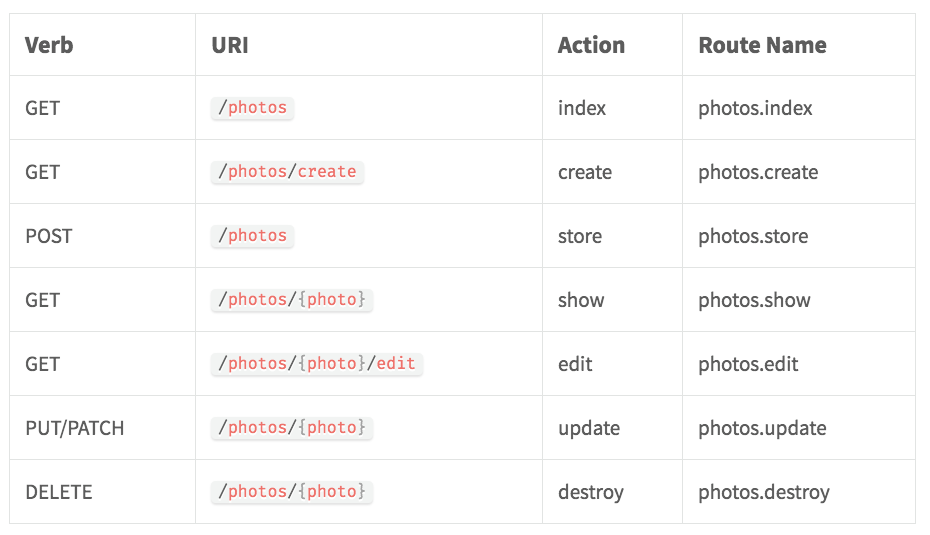 Verb URI Action Route Name
GET /photos index photos.index
GET /photos/create create photos.create
POST /photos store photos.store
GET /photos/{photo} show photos.show
GET /photos/{photo}/edit edit photos.edit
PUT/PATCH /photos/{photo} update photos.update
DELETE /photos/{photo} destroy photos.destroy